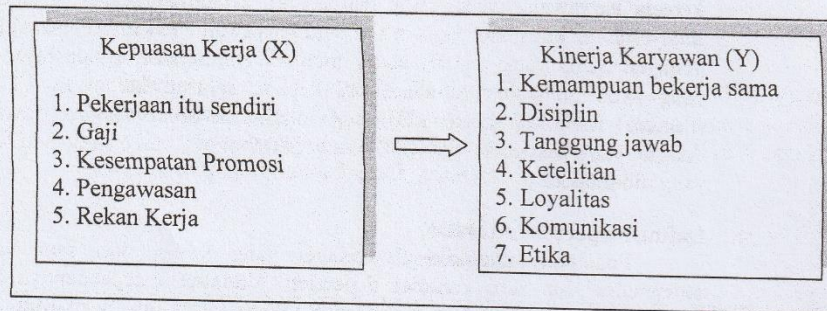 Kepuasan Kerja (X)
1. Pekerjaan itu sendiri
2. Gaji
3. Kesempatan Promosi
4. Pengawasan
5. Rekan Kerja
Kinerja Karyawan (Y)
1. Kemampuan bekerja sama
2. Disiplin
3. Tanggung jawab
4. Ketelitian
5. Loyalitas
6. Komunikasi
7. Etika